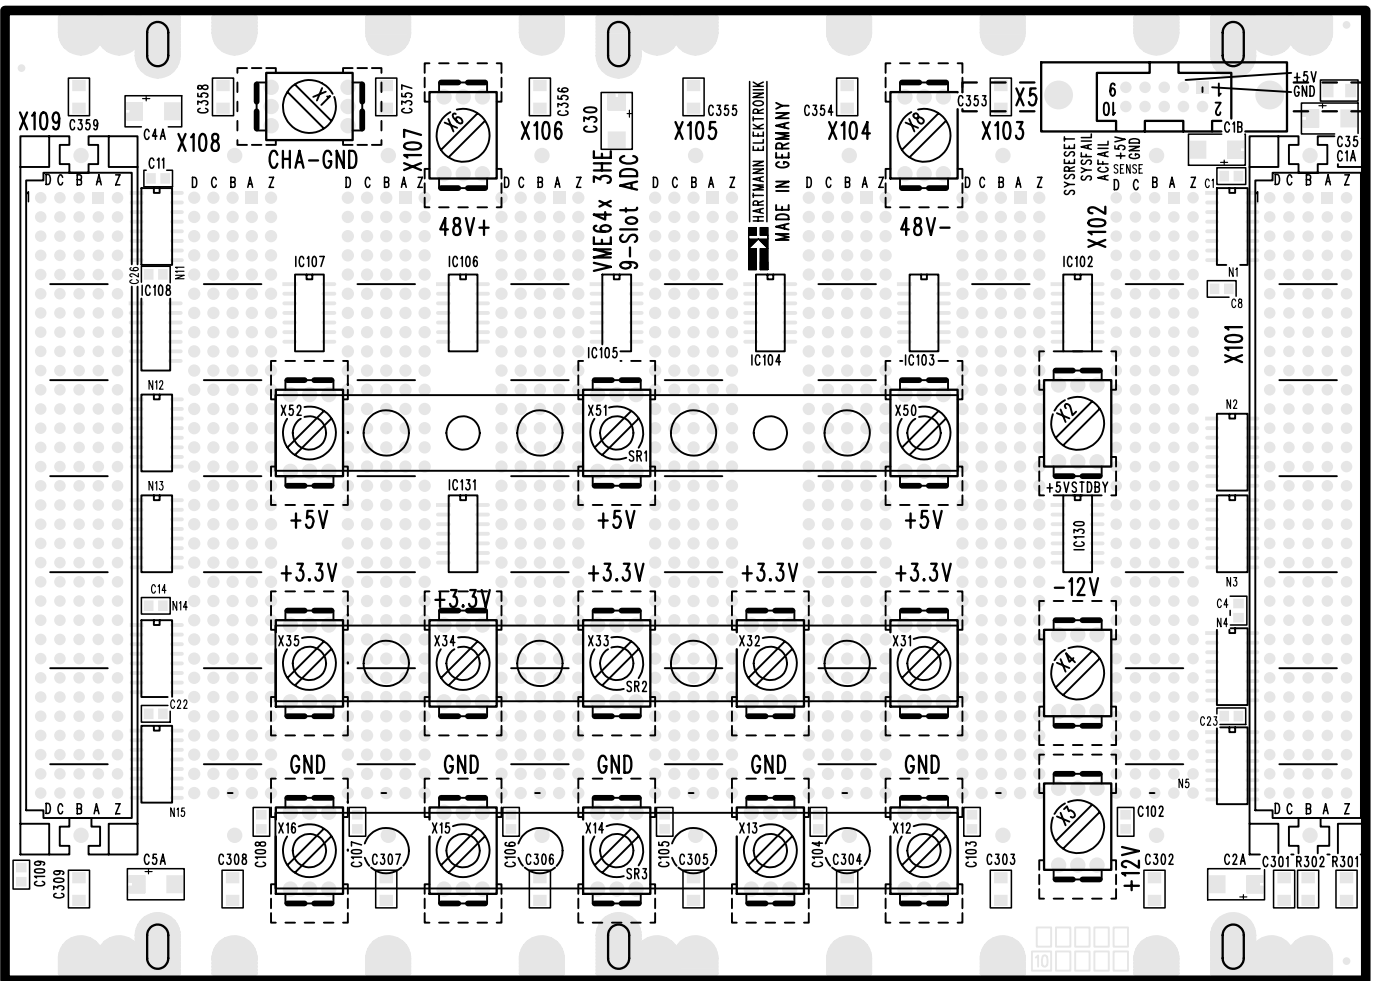 +5V
GND
9
1
10
2
C358
X1
C357
X6
C356
C30
C355
HARTMANN ELEKTRONIK
MADE IN GERMANY
C354
X8
C353
X5
X109
C359
C4A
X108
CHA-GND
X107
X106
X105
X104
X103
C1B
C35
C1A
SYSRESET
SYSFAIL
ACFAIL
+5V
SENSE GND
C11
D C B A Z
D C B A Z
D C B A Z
D C B A Z
D C B A Z
D C B A Z
D C B A Z
D C B A Z
C1
D C B A Z
1
1
48V+
VME64x 3HE
9-Slot ADC
48V-
X102
C26
N11
IC108
IC107
IC106
IC102
N1
C8
X101
IC105
IC104
IC103
N12
X52
X51
X50
X2
N2
SR1
+5VSTDBY
N13
IC131
+5V
+5V
+5V
IC130
+3.3V
+3.3V
+3.3V
+3.3V
+3.3V
-12V
N3
C14
N14
C4
N4
X35
X34
X33
X32
X31
X4
SR2
C22
C23
GND
GND
GND
GND
GND
N5
D C B A Z
N15
D C B A Z
C108
X16
C107
X15
C106
X14
C105
X13
C104
X12
C103
X3
C102
C109
C309
C5A
C308
C307
C306
SR3
C305
C304
C303
+12V
C302
C2A
C301
R302
R301
10